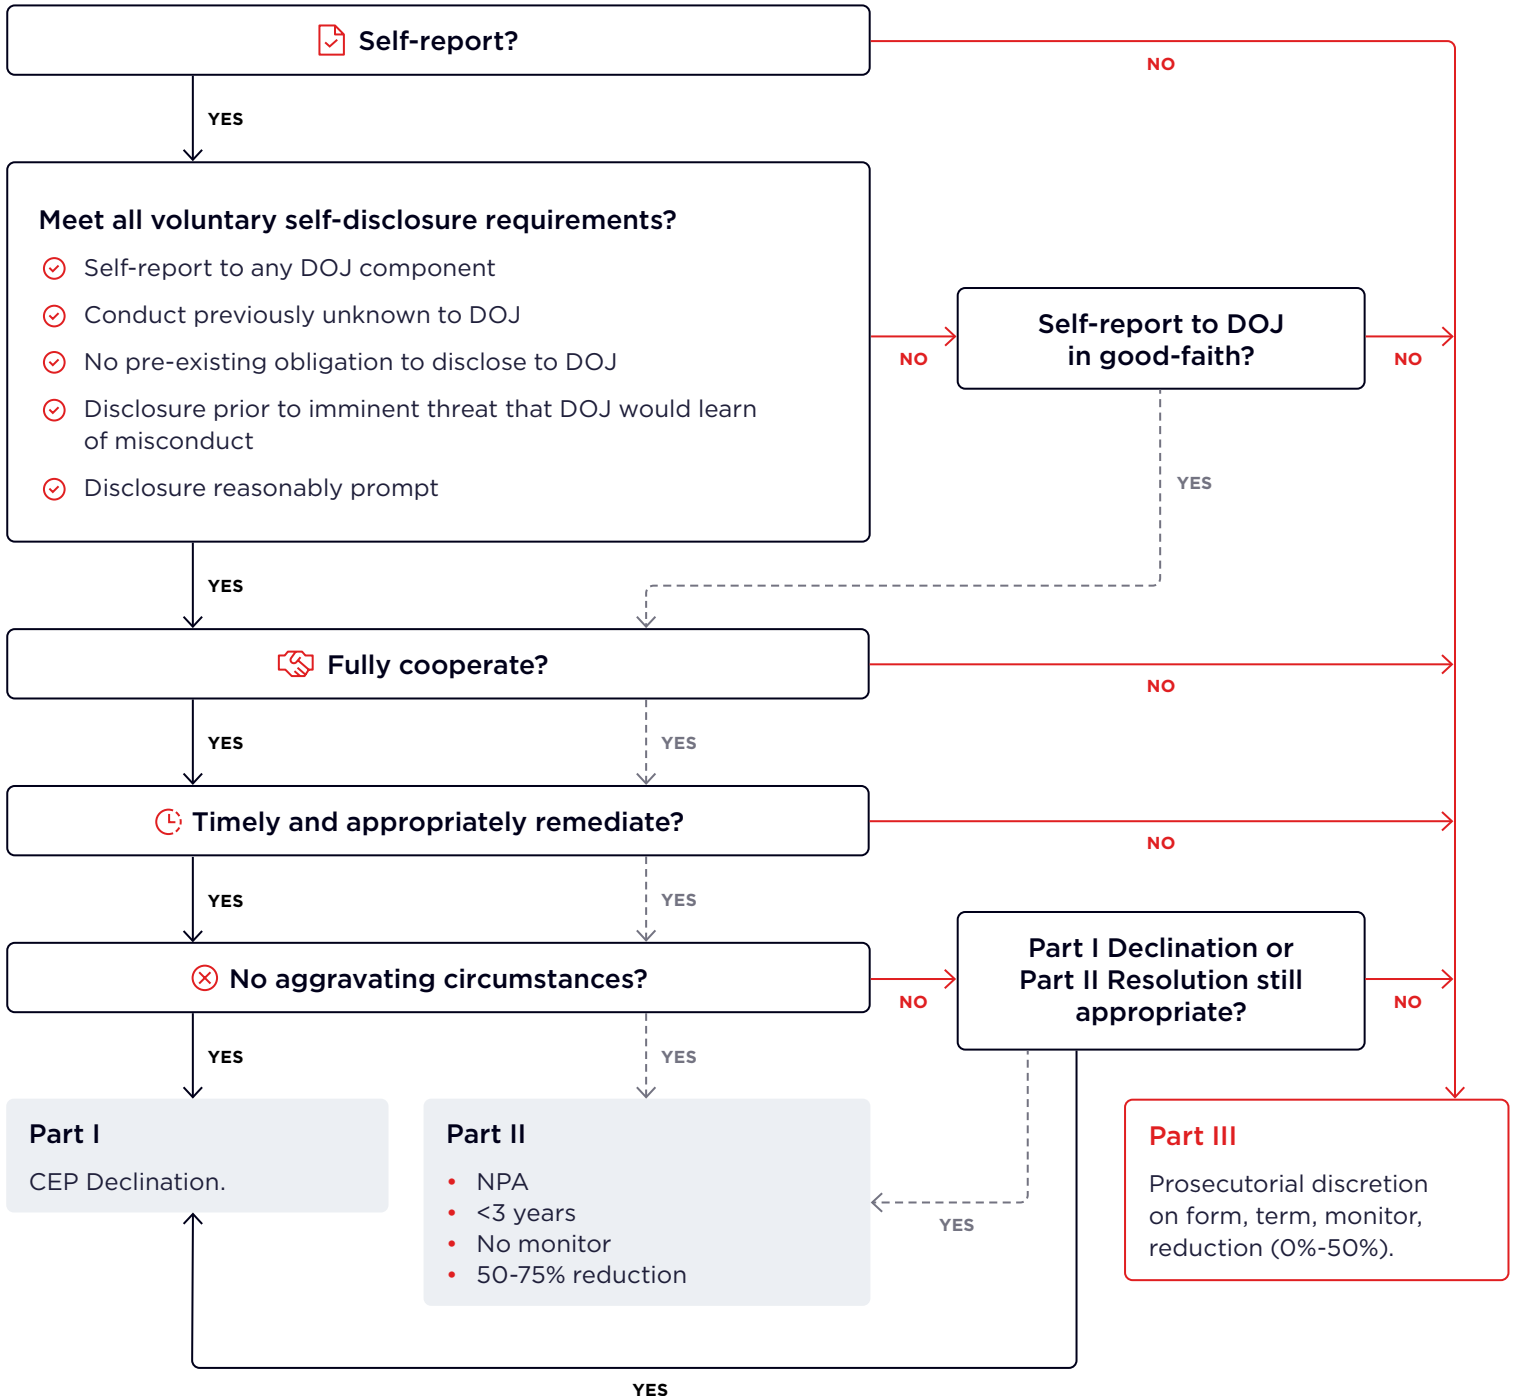 Self-report?
NO
YES
Meet all voluntary self-disclosure requirements?
Self-report to any DOJ component
Conduct previously unknown to DOJ
No pre-existing obligation to disclose to DOJ
Disclosure prior to imminent threat that DOJ would learn
of misconduct
Disclosure reasonably prompt
NO
Self-report to DOJ
in good-faith?
NO
YES
YES
Fully cooperate?
NO
YES
YES
Timely and appropriately remediate?
NO
YES
YES
No aggravating circumstances?
NO
Part I Declination or
Part II Resolution still
appropriate?
NO
YES
YES
Part I
CEP Declination.
Part II
• NPA
• <3 years
• No monitor
• 50-75% reduction
YES
Part III
Prosecutorial discretion
on form, term, monitor,
reduction (0%-50%).
YES